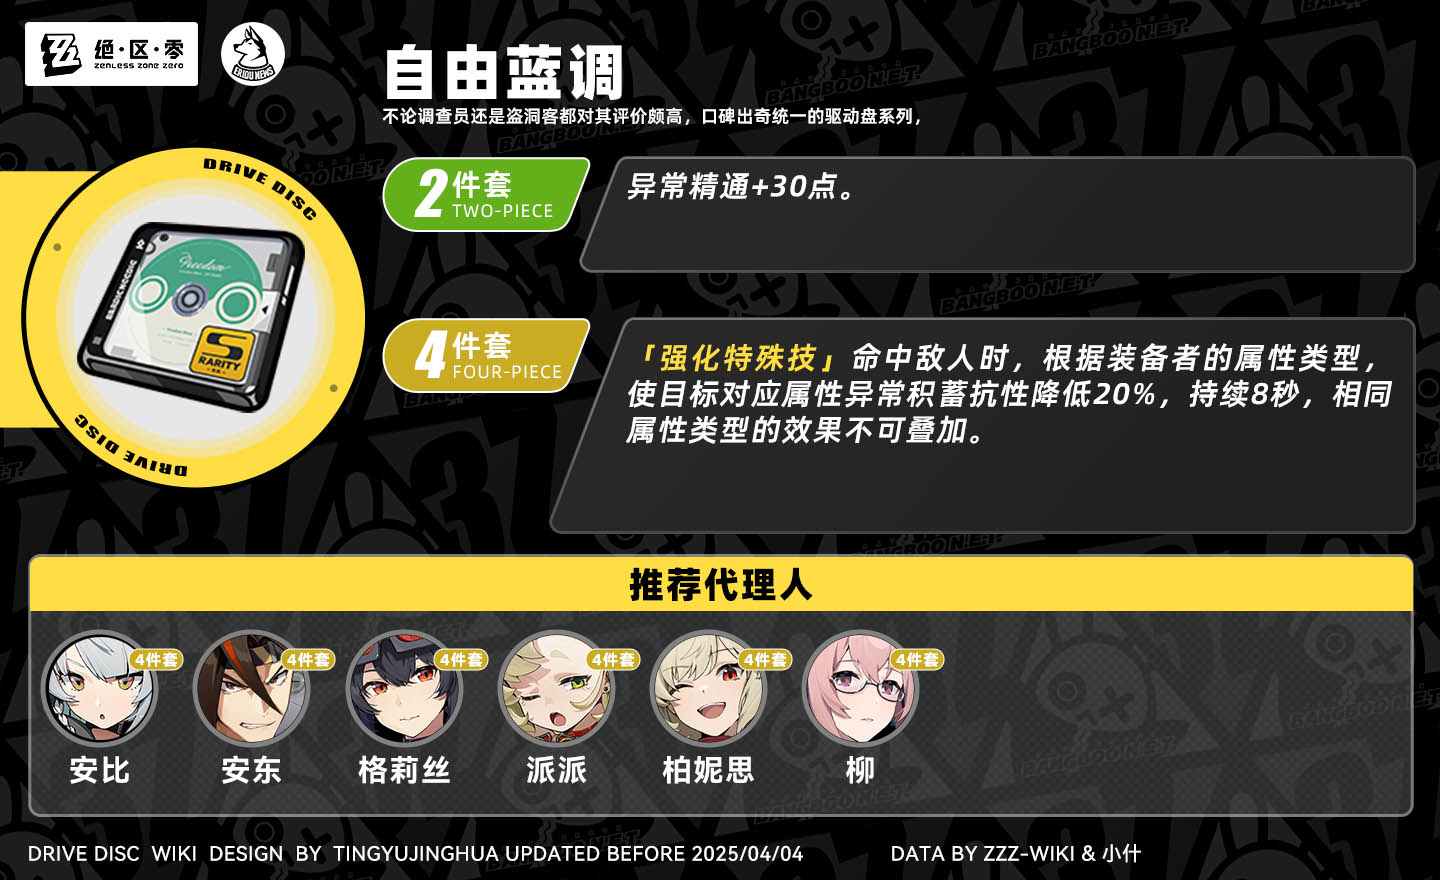 绝·区·零
ZENLESS ZONE ZERO
ERIDU NEWS
自由蓝调
不论调查员还是盗洞客都对其评价颇高，口碑出奇统一的驱动盘系列，
DRIVE DISC
Freedom
S
RARITY
DRIVE DISC
2件套
TWO-PIECE
异常精通+30点。
4件套
FOUR-PIECE
「强化特殊技」命中敌人时，根据装备者的属性类型，
使目标对应属性异常积蓄抗性降低20%，持续8秒，相同
属性类型的效果不可叠加。
推荐代理人
4件套 4件套 4件套 4件套 4件套 4件套
安比 安东 格莉丝 派派 柏妮思 柳
DRIVE DISC WIKI DESIGN BY TINGYUJINGHUA UPDATED BEFORE 2025/04/04
DATA BY ZZZ-WIKI & 小什
BANGBOO N.E.T.